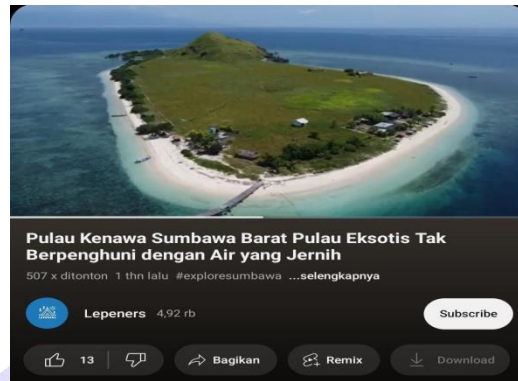 Pulau Kenawa Sumbawa Barat Pulau Eksotis Tak
Berpenghuni dengan Air yang Jernih
507 x ditonton 1 thn lalu #exploresumbawa ...selengkapnya
Lepeners 4,92 rb
Subscribe
13
Bagikan
Remix
Download